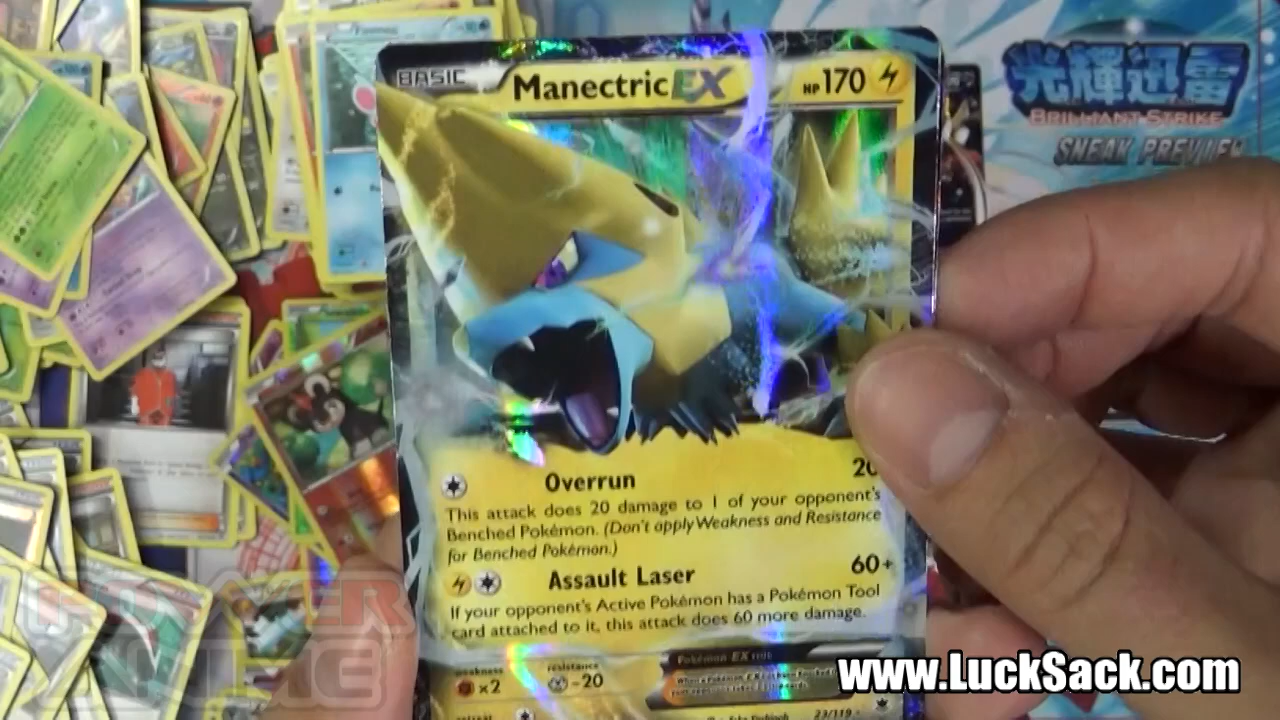 BASIC
Manectric EX
HP 170
光輝迅雷
BRILLIANT STRIKE
SNEAK PREVIEW
Overrun 20
This attack does 20 damage to 1 of your opponent's
Benched Pokémon. (Don't apply Weakness and Resistance
for Benched Pokémon.)
Assault Laser 60+
If your opponent's Active Pokémon has a Pokémon Tool
card attached to it, this attack does 60 more damage.
weakness
×2
resistance
-20
Pokémon EX rule
23/119
POWER
ANIME
www.LuckSack.com